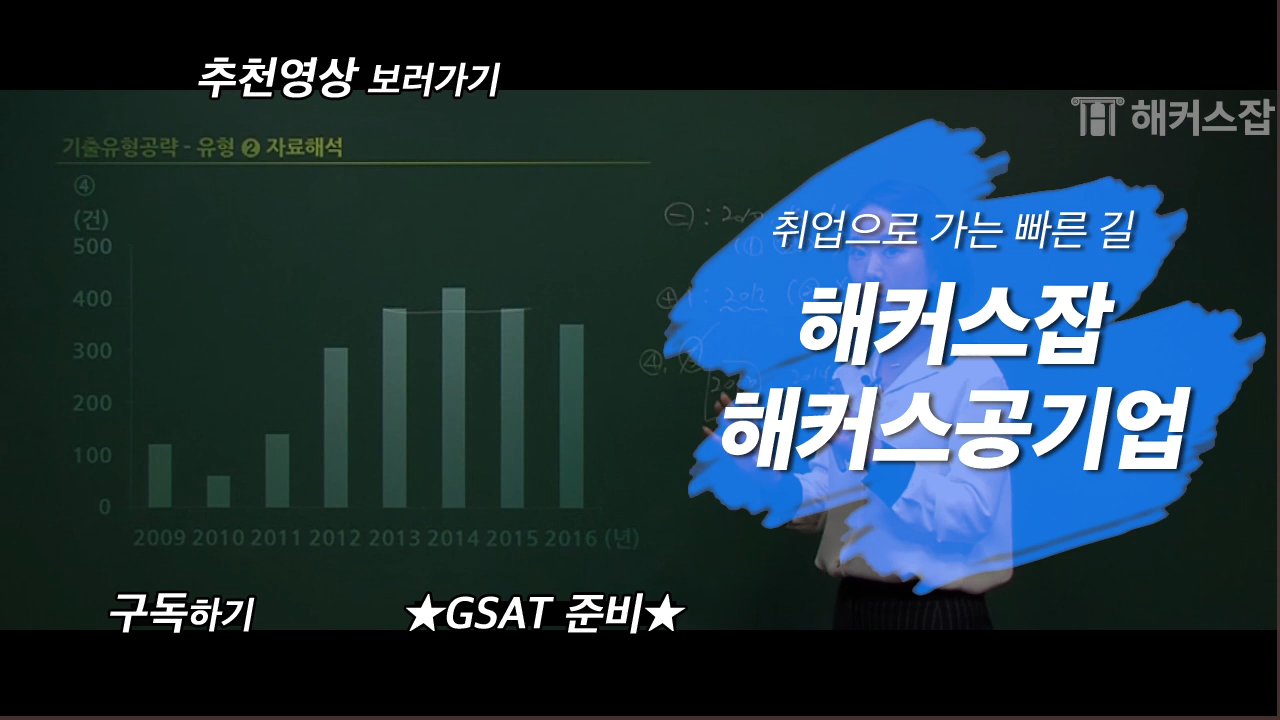 추천영상 보러가기
해커스잡
기출유형공략 - 유형 ❷ 자료해석
④
(건)
500
400
300
200
100
0
2009 2010 2011 2012 2013 2014 2015 2016 (년)
취업으로 가는 빠른 길
해커스잡
해커스공기업
구독하기
★GSAT 준비★